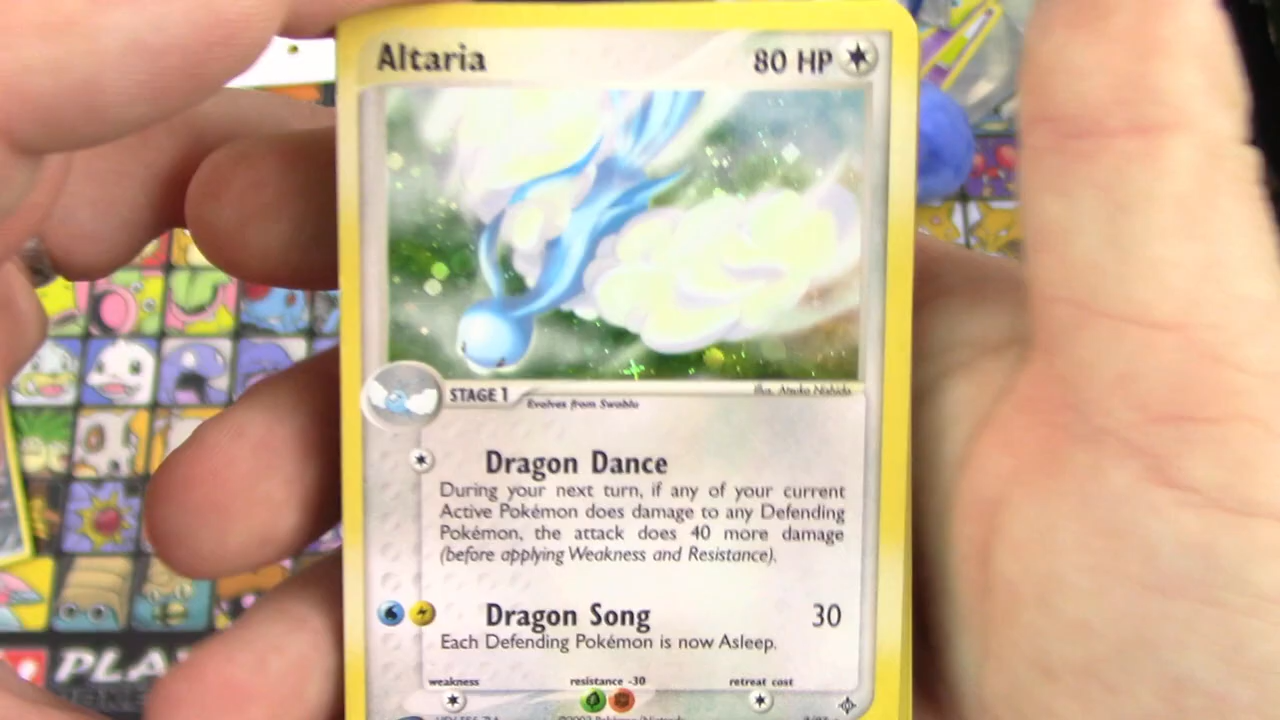 Altaria 80 HP
STAGE 1
Evolves from Swablu
Illus. Atsuko Nishida
Dragon Dance
During your next turn, if any of your current
Active Pokémon does damage to any Defending
Pokémon, the attack does 40 more damage
(before applying Weakness and Resistance).
Dragon Song 30
Each Defending Pokémon is now Asleep.
weakness resistance -30 retreat cost
PLA